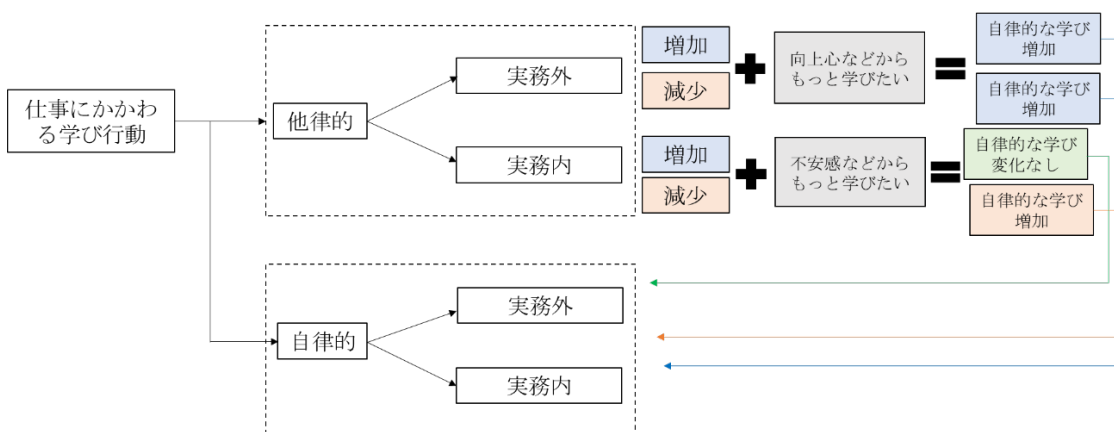 仕事にかかわ
る学び行動
他律的
実務外
実務内
増加
減少
向上心などから
もっと学びたい
自律的な学び
増加
自律的な学び
増加
増加
減少
不安感などから
もっと学びたい
自律的な学び
変化なし
自律的な学び
増加
自律的
実務外
実務内